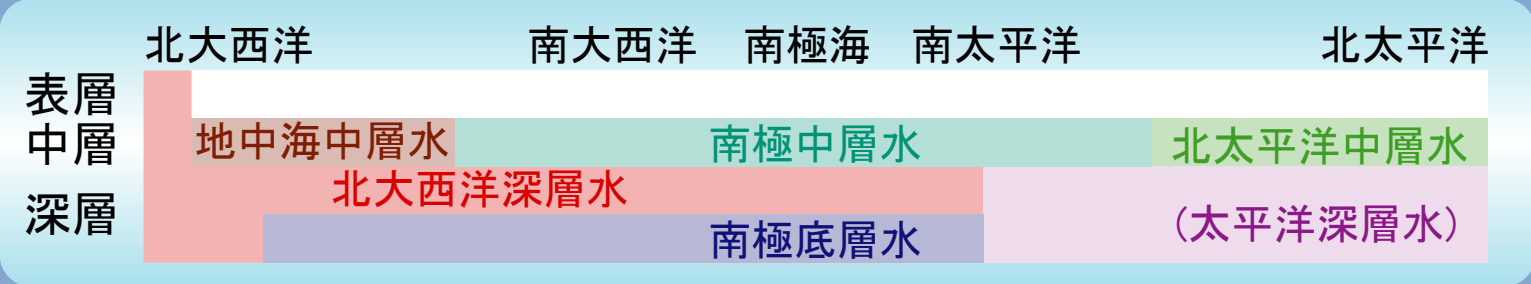 北大西洋 南大西洋 南極海 南太平洋 北太平洋
表層
中層 地中海中層水 南極中層水 北太平洋中層水
北大西洋深層水
深層 (太平洋深層水)
南極底層水